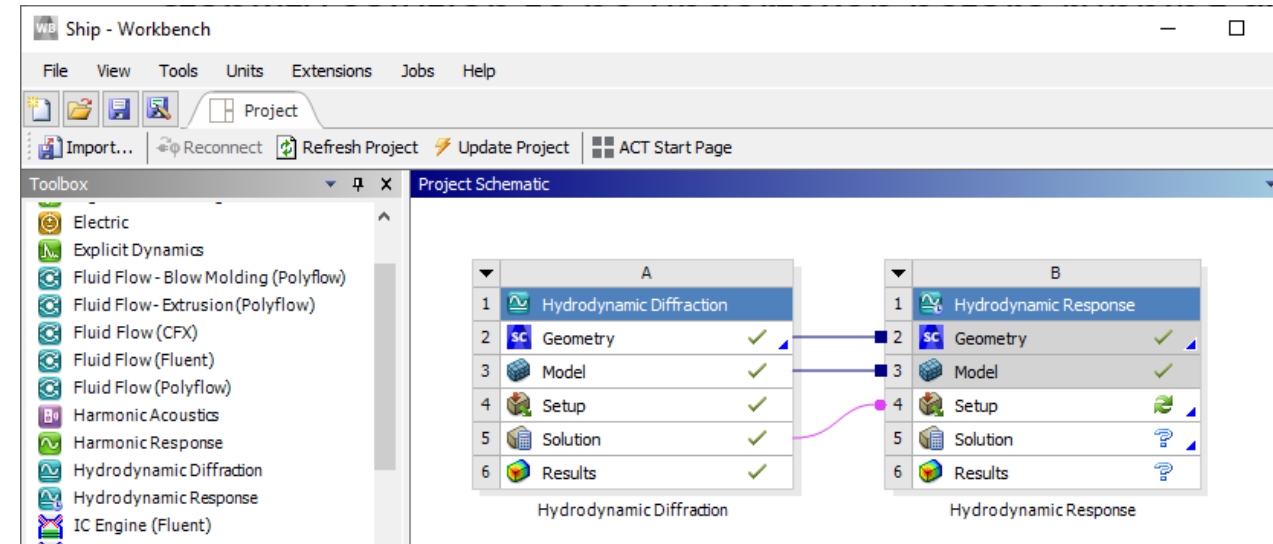 WB Ship - Workbench
File View Tools Units Extensions Jobs Help
Project
Import... Reconnect Refresh Project Update Project ACT Start Page
Toolbox
Project Schematic
Electric
Explicit Dynamics
Fluid Flow - Blow Molding (Polyflow)
Fluid Flow - Extrusion (Polyflow)
Fluid Flow (CFX)
Fluid Flow (Fluent)
Fluid Flow (Polyflow)
Harmonic Acoustics
Harmonic Response
Hydrodynamic Diffraction
Hydrodynamic Response
IC Engine (Fluent)
A
1 Hydrodynamic Diffraction
2 SC Geometry
3 Model
4 Setup
5 Solution
6 Results
Hydrodynamic Diffraction
B
1 Hydrodynamic Response
2 SC Geometry
3 Model
4 Setup
5 Solution
6 Results
Hydrodynamic Response